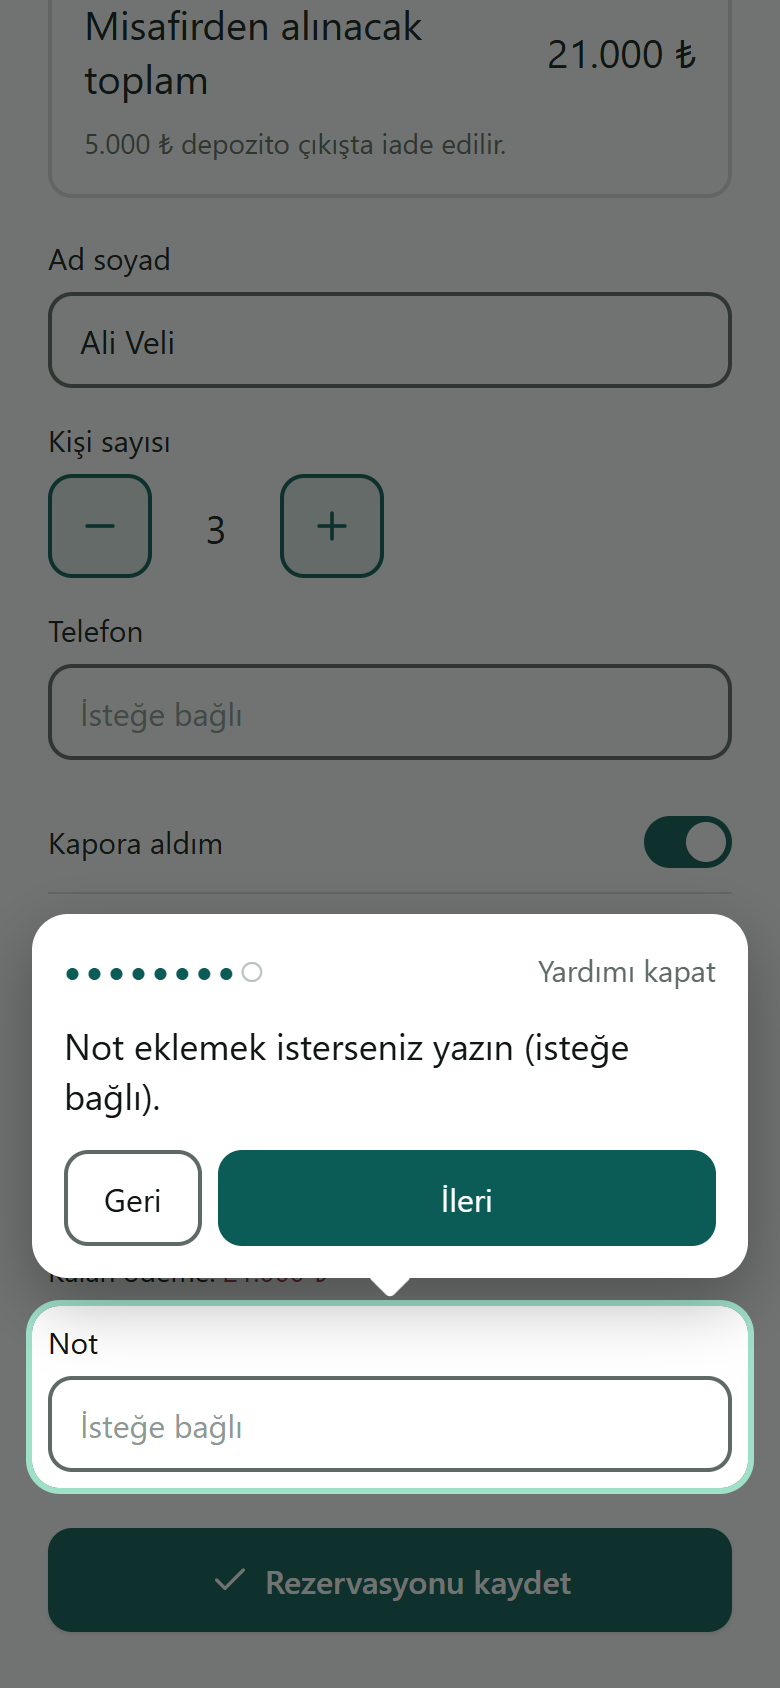 Misafirden alınacak
toplam
21.000 ₺
5.000 ₺ depozito çıkışta iade edilir.
Ad soyad
Ali Veli
Kişi sayısı
3
Telefon
İsteğe bağlı
Kapora aldım
Yardımı kapat
Not eklemek isterseniz yazın (isteğe
bağlı).
Geri
İleri
Not
İsteğe bağlı
Rezervasyonu kaydet